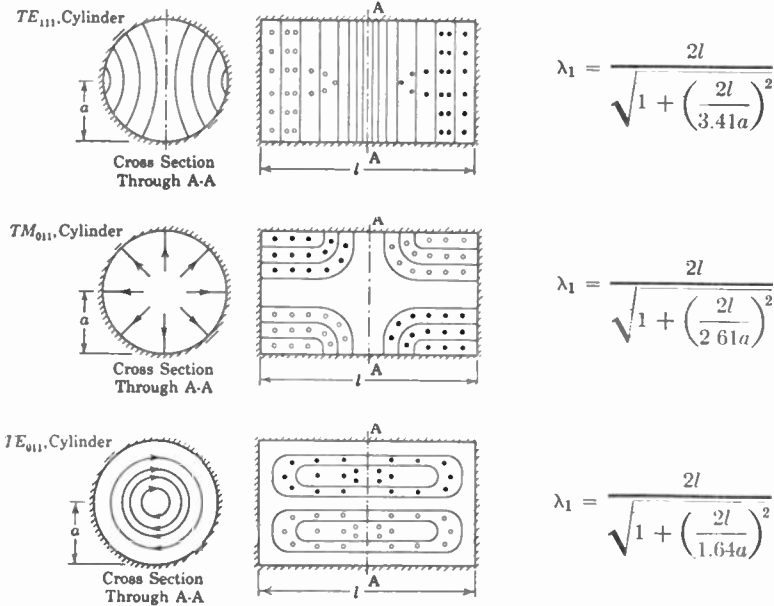 TE₁₁₁, Cylinder
a
Cross Section
Through A-A
A
A
l
λ₁ = 2l / √(1 + (2l / 3.41a)²)
TM₀₁₁, Cylinder
a
Cross Section
Through A-A
A
A
l
λ₁ = 2l / √(1 + (2l / 2 61a)²)
TE₀₁₁, Cylinder
a
Cross Section
Through A-A
A
A
l
λ₁ = 2l / √(1 + (2l / 1.64a)²)